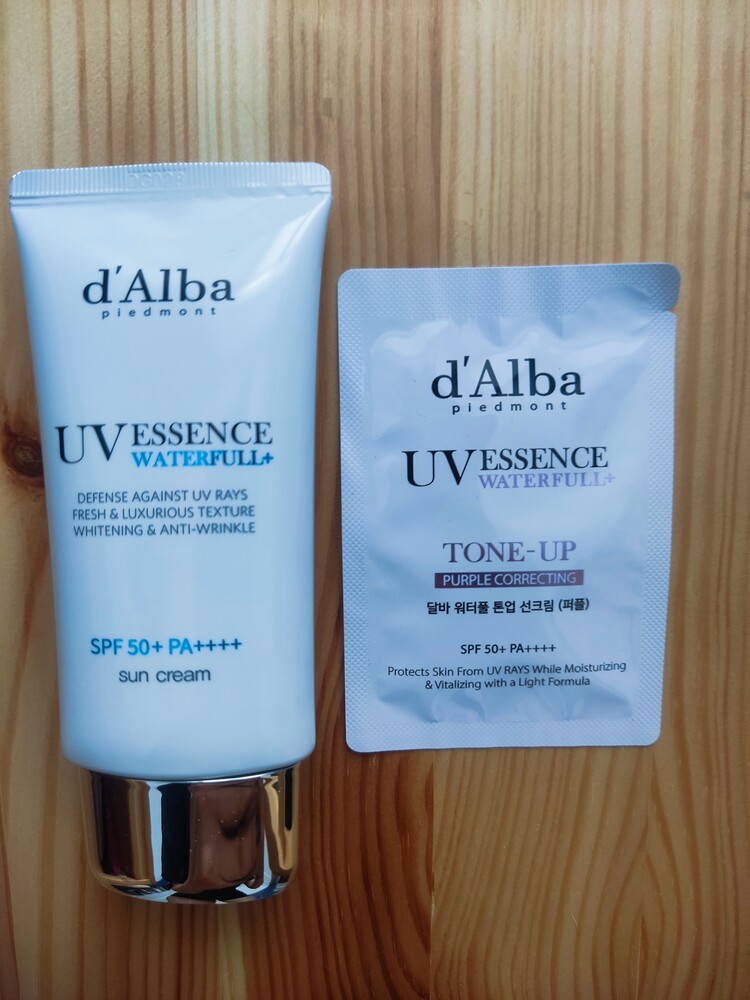 d'Alba
piedmont
UV ESSENCE
WATERFULL+
DEFENSE AGAINST UV RAYS
FRESH & LUXURIOUS TEXTURE
WHITENING & ANTI-WRINKLE
SPF 50+ PA++++
sun cream
d'Alba
piedmont
UV ESSENCE
WATERFULL+
TONE-UP
PURPLE CORRECTING
달바 워터풀 톤업 선크림 (퍼플)
SPF 50+ PA++++
Protects Skin From UV RAYS While Moisturizing
& Vitalizing with a Light Formula